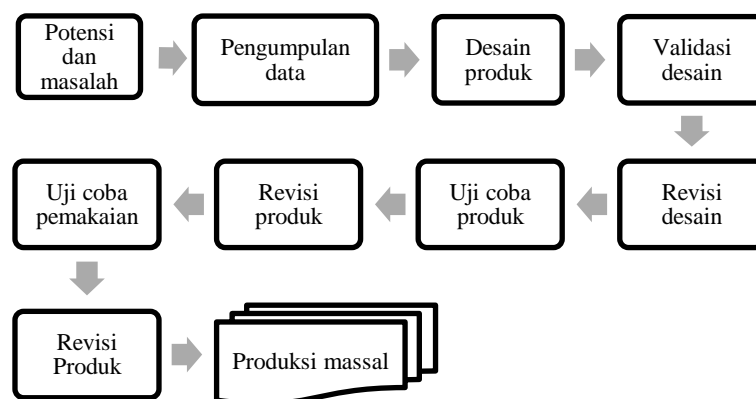 Potensi
dan
masalah
Pengumpulan
data
Desain
produk
Validasi
desain
Revisi
desain
Uji coba
produk
Revisi
produk
Uji coba
pemakaian
Revisi
Produk
Produksi massal